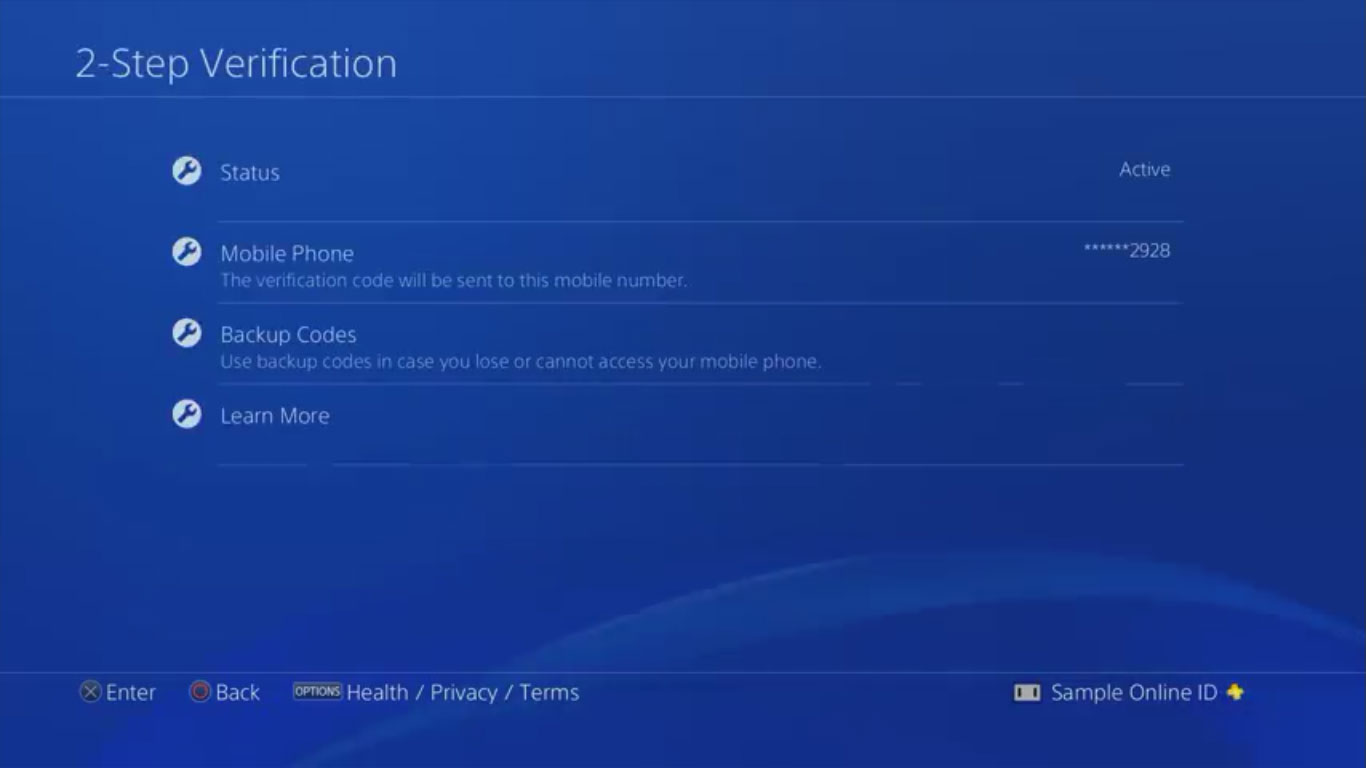 2-Step Verification
Status
Active
Mobile Phone
******2928
The verification code will be sent to this mobile number.
Backup Codes
Use backup codes in case you lose or cannot access your mobile phone.
Learn More
Enter Back OPTIONS Health / Privacy / Terms Sample Online ID